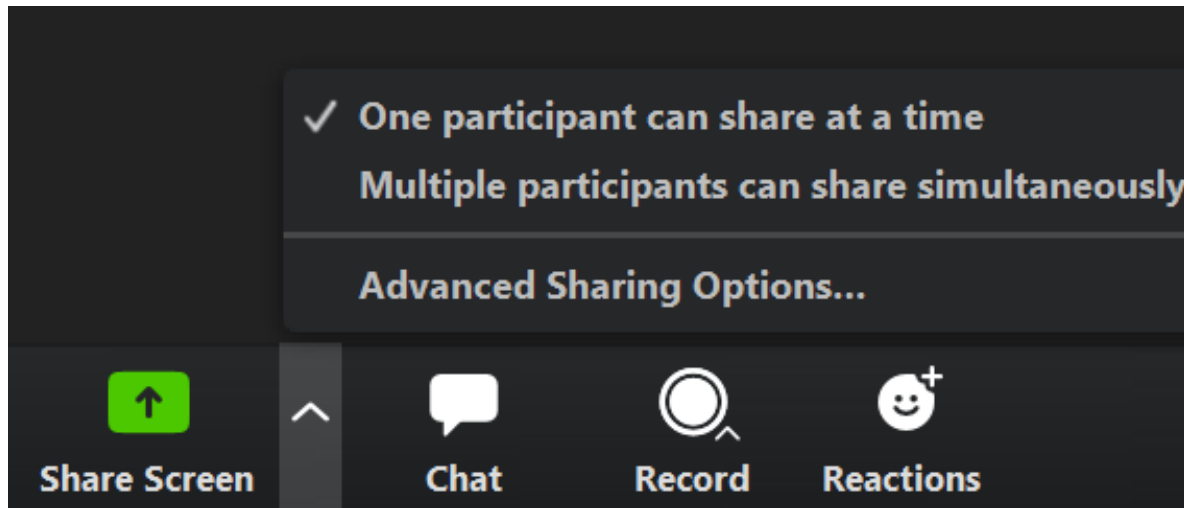 One participant can share at a time
Multiple participants can share simultaneously
Advanced Sharing Options...
Share Screen
Chat
Record
Reactions